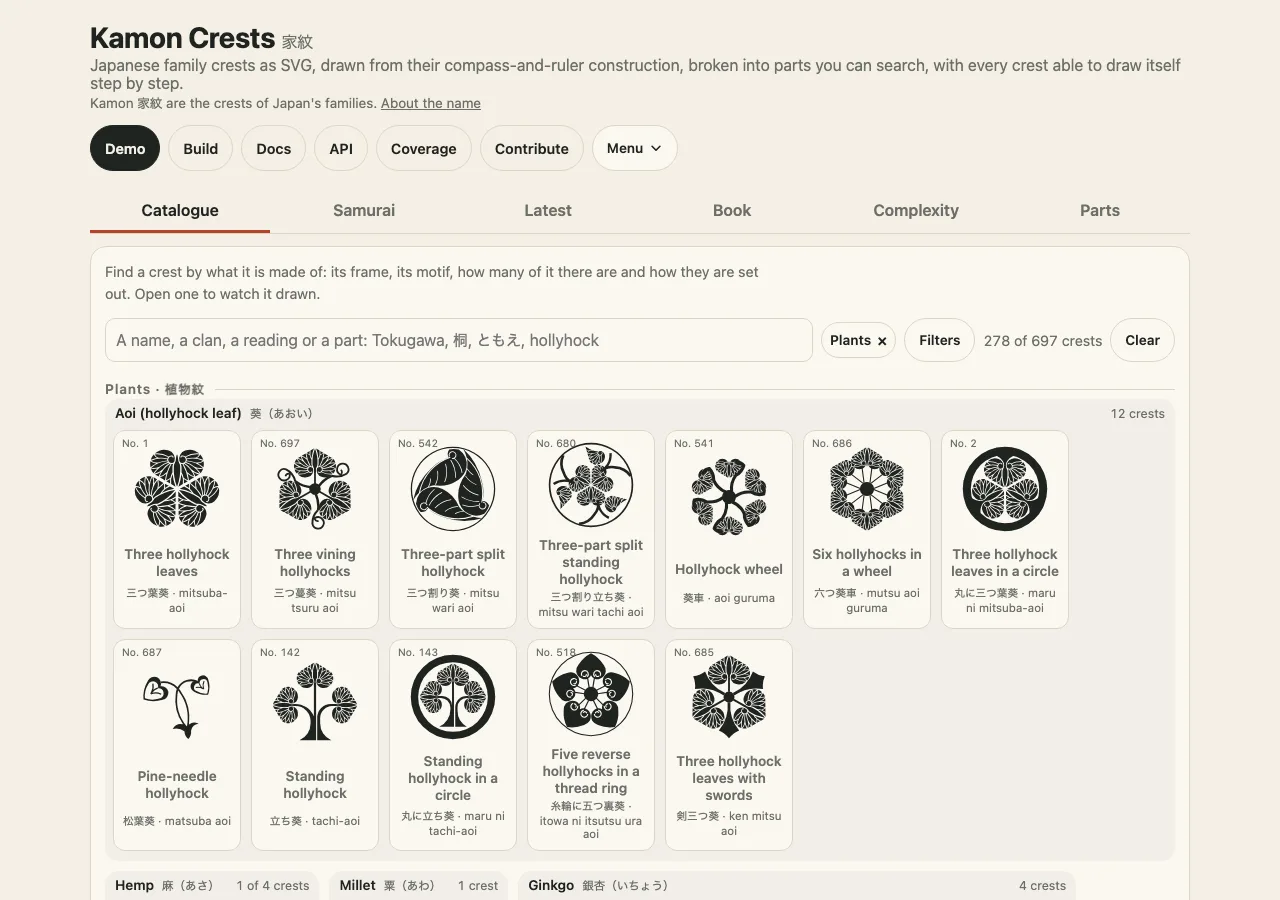 Kamon Crests 家紋
Japanese family crests as SVG, drawn from their compass-and-ruler construction, broken into parts you can search, with every crest able to draw itself
step by step.
Kamon 家紋 are the crests of Japan's families. About the name
Demo
Build
Docs
API
Coverage
Contribute
Menu
Catalogue
Samurai
Latest
Book
Complexity
Parts
Find a crest by what it is made of: its frame, its motif, how many of it there are and how they are set
out. Open one to watch it drawn.
A name, a clan, a reading or a part: Tokugawa, 桐, ともえ, hollyhock
Plants ×
Filters
278 of 697 crests
Clear
Plants · 植物紋
Aoi (hollyhock leaf) 葵（あおい）
12 crests
No. 1
Three hollyhock
leaves
三つ葉葵 · mitsuba-
aoi
No. 697
Three vining
hollyhocks
三つ蔓葵 · mitsu
tsuru aoi
No. 542
Three-part split
hollyhock
三つ割り葵 · mitsu
wari aoi
No. 680
Three-part split
standing
hollyhock
三つ割り立ち葵 ·
mitsu wari tachi aoi
No. 541
Hollyhock wheel
葵車 · aoi guruma
No. 686
Six hollyhocks in
a wheel
六つ葵車 · mutsu aoi
guruma
No. 2
Three hollyhock
leaves in a circle
丸に三つ葉葵 · maru
ni mitsuba-aoi
No. 687
Pine-needle
hollyhock
松葉葵 · matsuba aoi
No. 142
Standing
hollyhock
立ち葵 · tachi-aoi
No. 143
Standing
hollyhock in a
circle
丸に立ち葵 · maru ni
tachi-aoi
No. 518
Five reverse
hollyhocks in a
thread ring
糸輪に五つ裏葵 ·
itowa ni itsutsu ura
aoi
No. 685
Three hollyhock
leaves with
swords
剣三つ葵 · ken mitsu
aoi
Hemp 麻（あさ） 1 of 4 crests
Millet 粟（あわ） 1 crest
Ginkgo 銀杏（いちょう） 4 crests